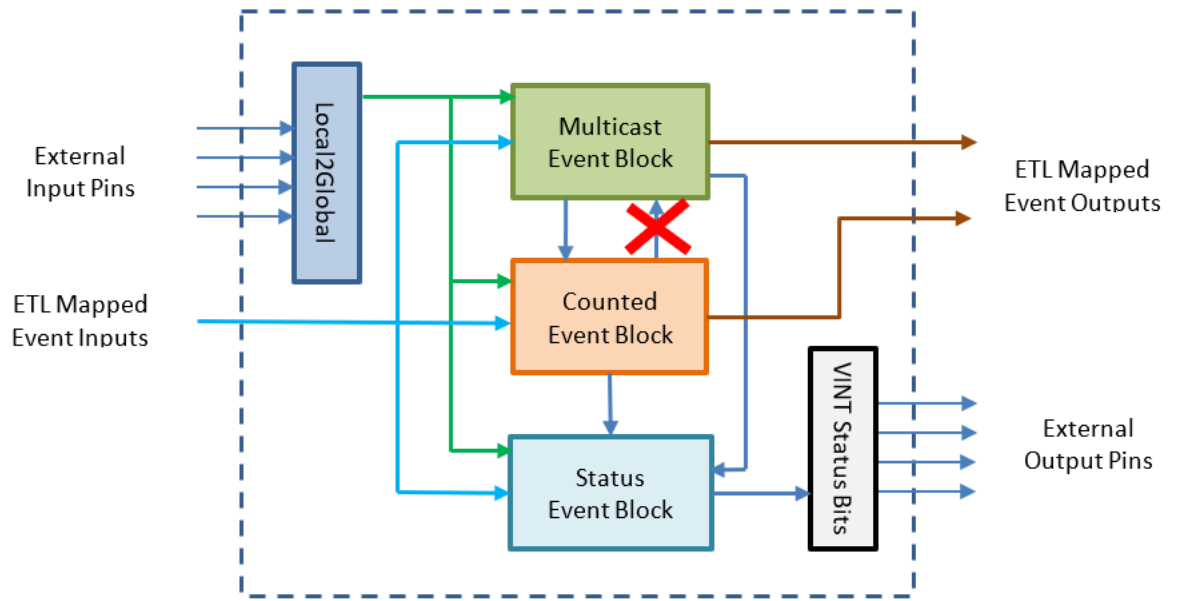 Local2Global
Multicast
Event Block
External
Input Pins
ETL Mapped
Event Outputs
ETL Mapped
Event Inputs
Counted
Event Block
VINT Status Bits
External
Output Pins
Status
Event Block